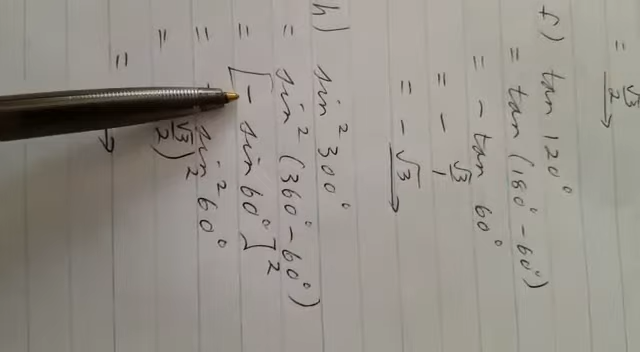 = √3/2
f) tan 120°
= tan (180° - 60°)
= - tan 60°
= - √3/1
= - √3
h) sin² 300°
= sin² (360° - 60°)
= [- sin 60°]²
= sin² 60°
= √3/2)²
=